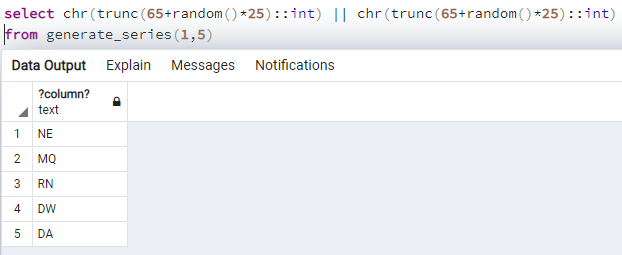 select chr(trunc(65+random()*25)::int) || chr(trunc(65+random()*25)::int)
from generate_series(1,5)
Data Output Explain Messages Notifications
?column?
text
1 NE
2 MQ
3 RN
4 DW
5 DA